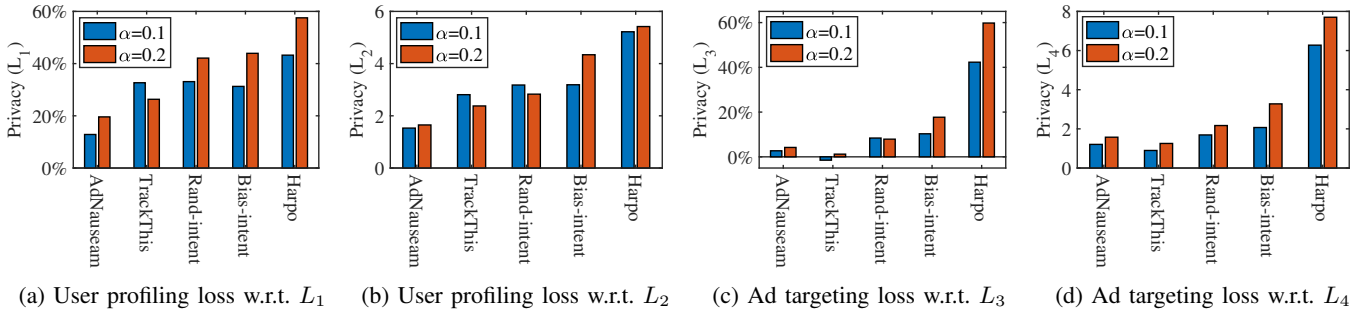 Privacy (L₁)
60%
40%
20%
0%
α=0.1
α=0.2
AdNauseam
TrackThis
Rand-intent
Bias-intent
Harpo
(a) User profiling loss w.r.t. L₁
Privacy (L₂)
6
4
2
0
α=0.1
α=0.2
AdNauseam
TrackThis
Rand-intent
Bias-intent
Harpo
(b) User profiling loss w.r.t. L₂
Privacy (L₃)
60%
40%
20%
0%
α=0.1
α=0.2
AdNauseam
TrackThis
Rand-intent
Bias-intent
Harpo
(c) Ad targeting loss w.r.t. L₃
Privacy (L₄)
8
6
4
2
0
α=0.1
α=0.2
AdNauseam
TrackThis
Rand-intent
Bias-intent
Harpo
(d) Ad targeting loss w.r.t. L₄